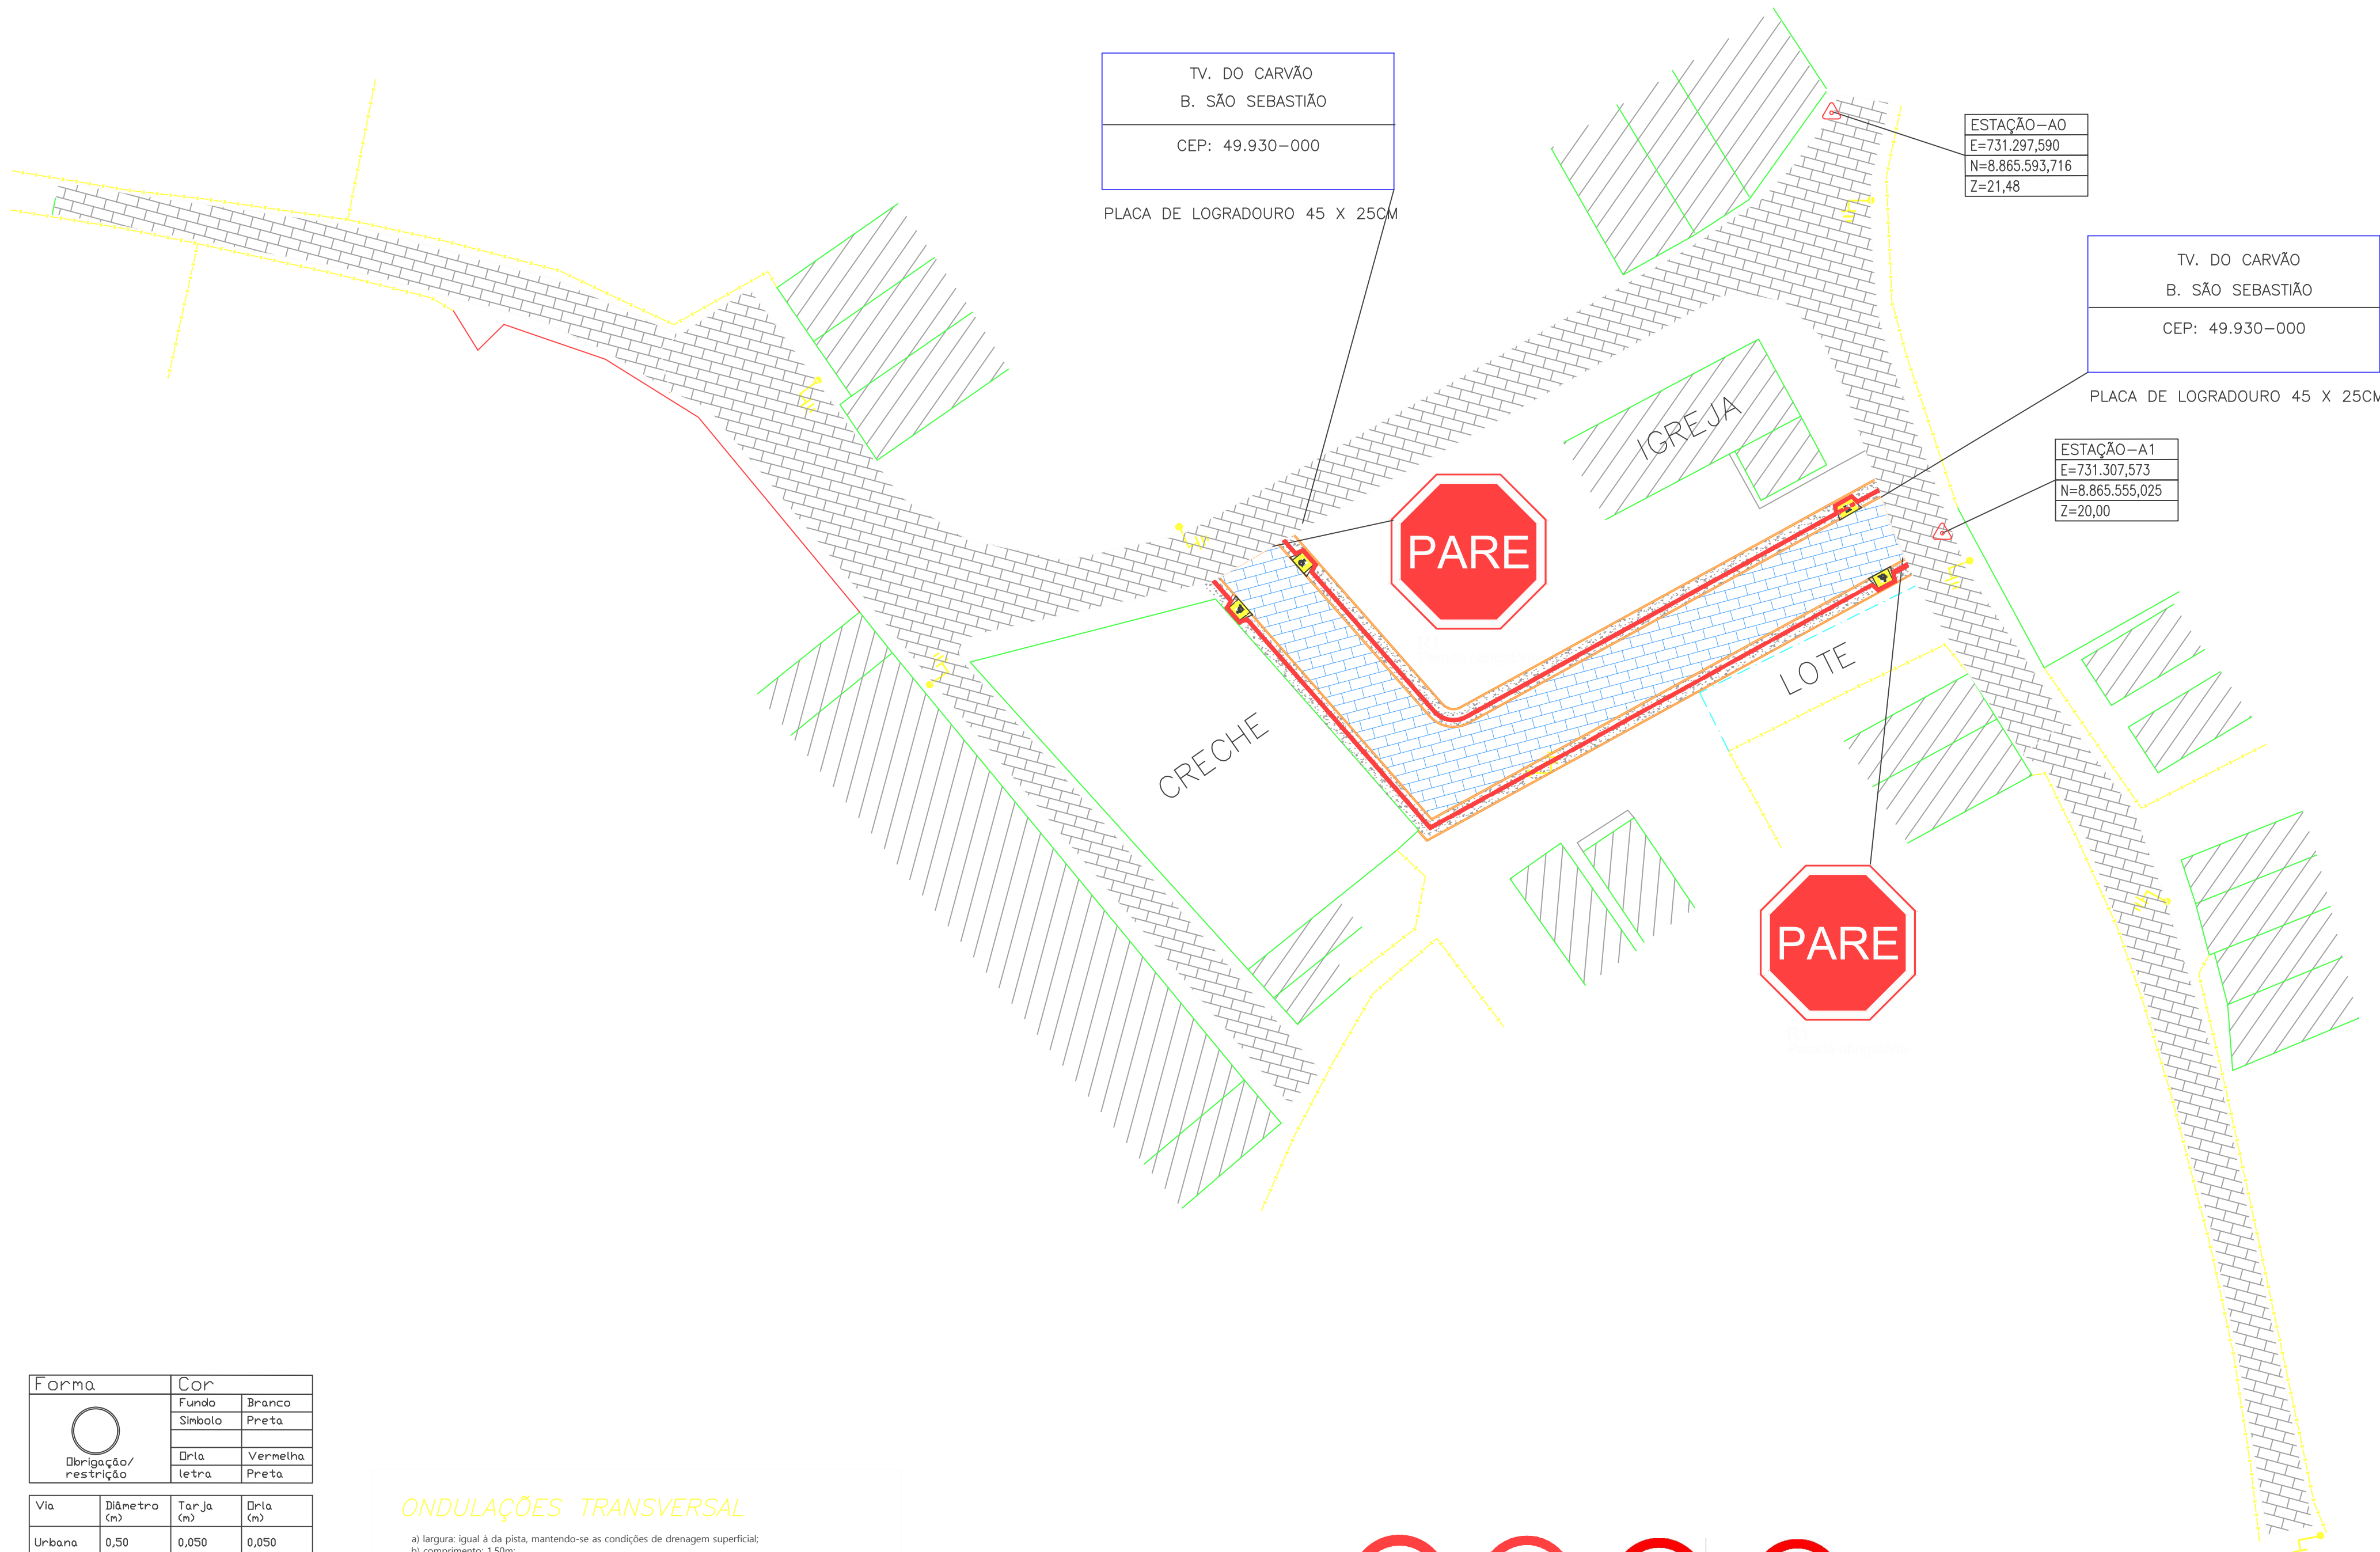 TV. DO CARVÃO
B. SÃO SEBASTIÃO
CEP: 49.930-000
PLACA DE LOGRADOURO 45 X 25CM
ESTAÇÃO-A0
E=731.297,590
N=8.865.593,716
Z=21,48
TV. DO CARVÃO
B. SÃO SEBASTIÃO
CEP: 49.930-000
PLACA DE LOGRADOURO 45 X 25CM
ESTAÇÃO-A1
E=731.307,573
N=8.865.555,025
Z=20,00
IGREJA
PARE
LOTE
CRECHE
PARE
Forma Cor
Fundo Branco
Símbolo Preta
Orla Vermelha
letra Preta
Obrigação/
restrição
Via Diâmetro (m) Tarja (m) Orla (m)
Urbana 0,50 0,050 0,050
ONDULAÇÕES TRANSVERSAL
a) largura: igual à da pista, mantendo-se as condições de drenagem superficial;
b) comprimento: 1,50m;